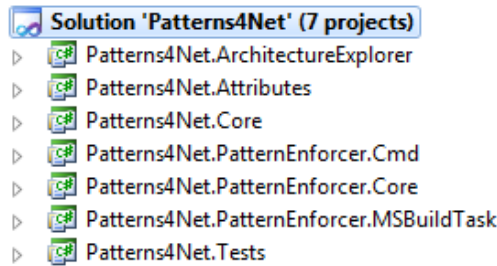 Solution 'Patterns4Net' (7 projects)
Patterns4Net.ArchitectureExplorer
Patterns4Net.Attributes
Patterns4Net.Core
Patterns4Net.PatternEnforcer.Cmd
Patterns4Net.PatternEnforcer.Core
Patterns4Net.PatternEnforcer.MSBuildTask
Patterns4Net.Tests